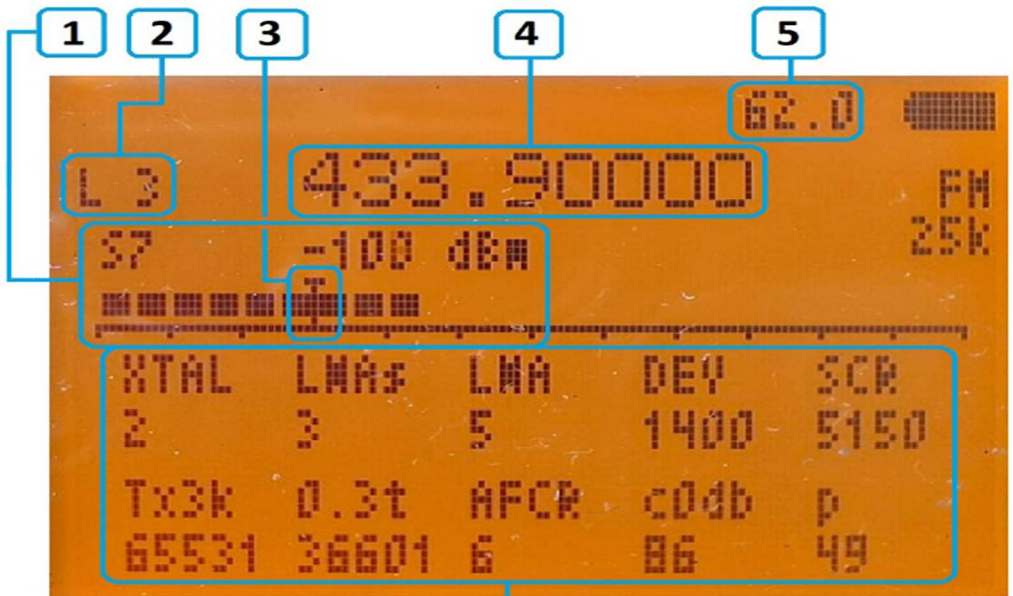 1 2 3 4 5
62.0
L 3 433.90000 FM
25k
S7 -100 dBm
XTAL LNAs LNA DEV SCR
2 3 5 1400 5150
Tx3k 0.3t AFCR c0db p
65531 36601 6 86 49